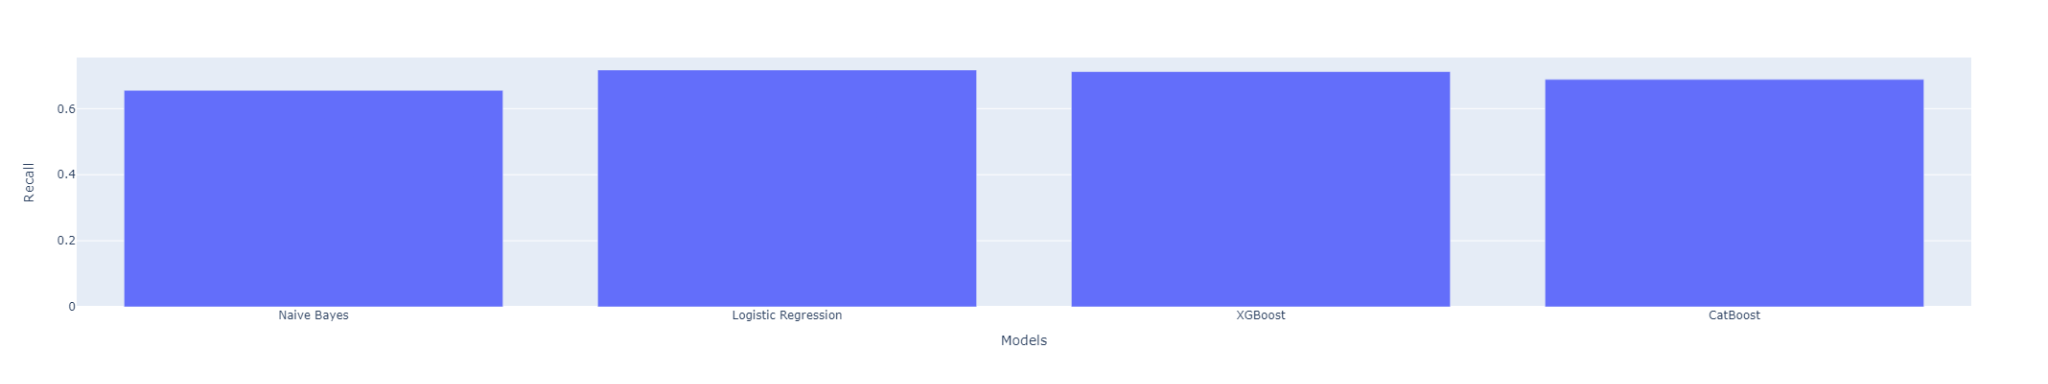 Recall
0.6
0.4
0.2
0
Naive Bayes
Logistic Regression
XGBoost
CatBoost
Models